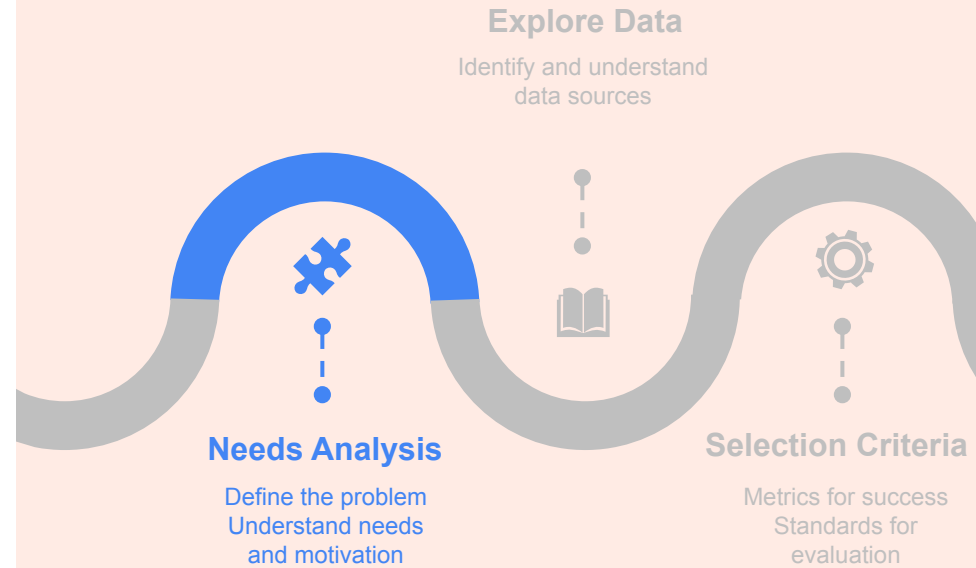 Explore Data
Identify and understand
data sources
Needs Analysis
Define the problem
Understand needs
and motivation
Selection Criteria
Metrics for success
Standards for
evaluation